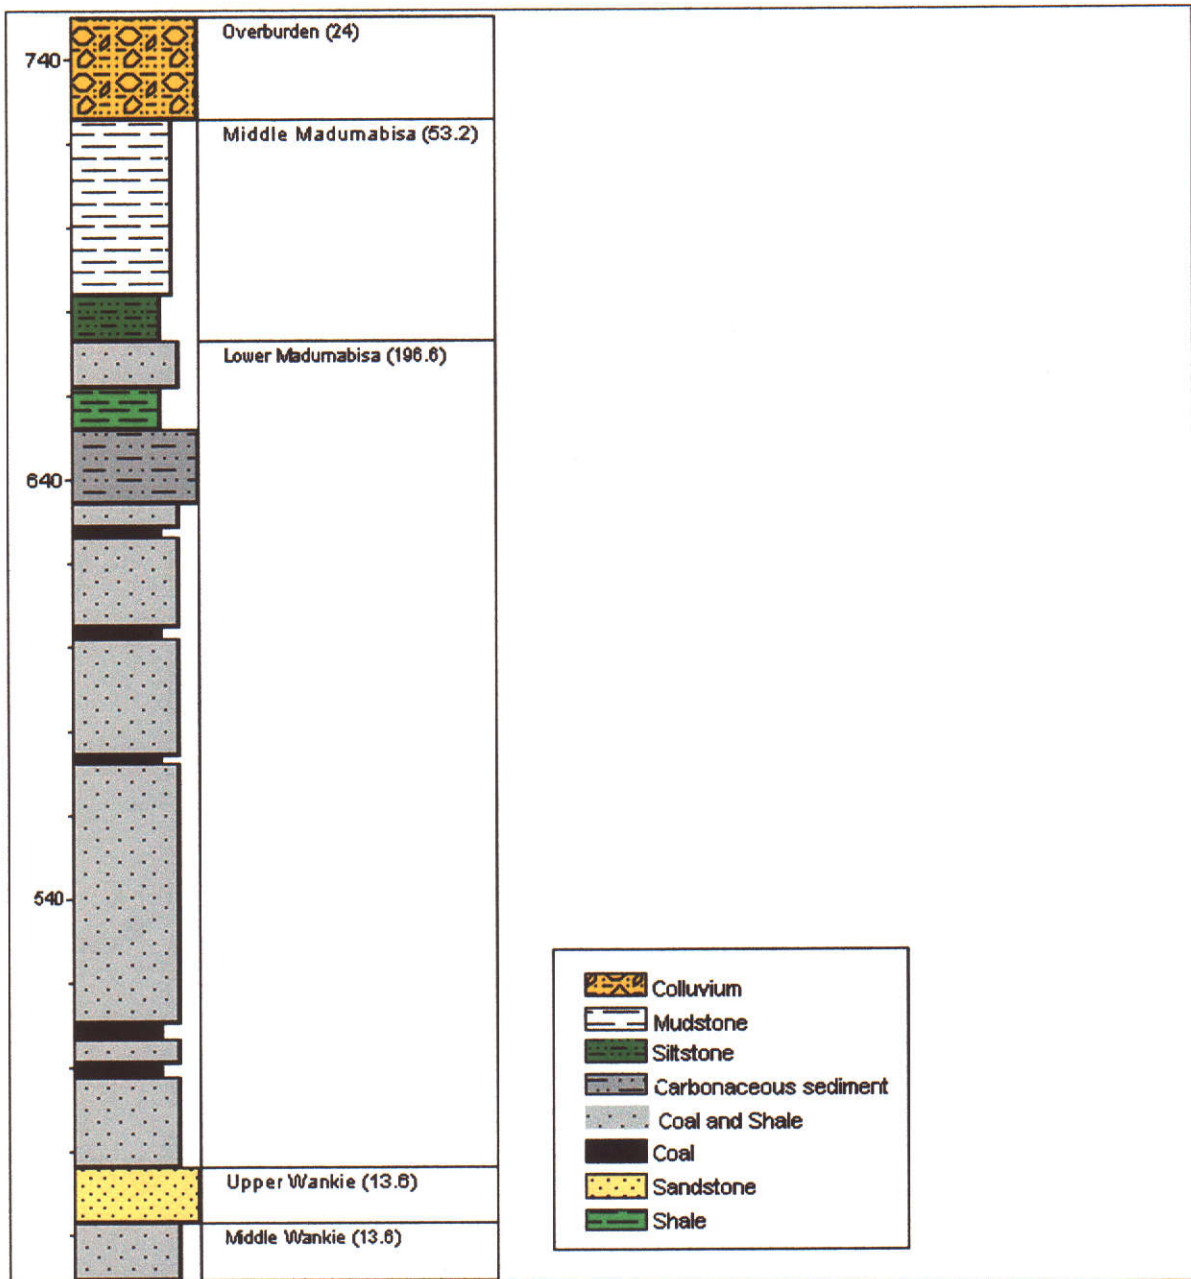 Overburden (24)
740
Middle Madumabisa (53.2)
Lower Madumabisa (196.6)
640
540
Colluvium
Mudstone
Siltstone
Carbonaceous sediment
Coal and Shale
Coal
Sandstone
Shale
Upper Wankie (13.6)
Middle Wankie (13.6)